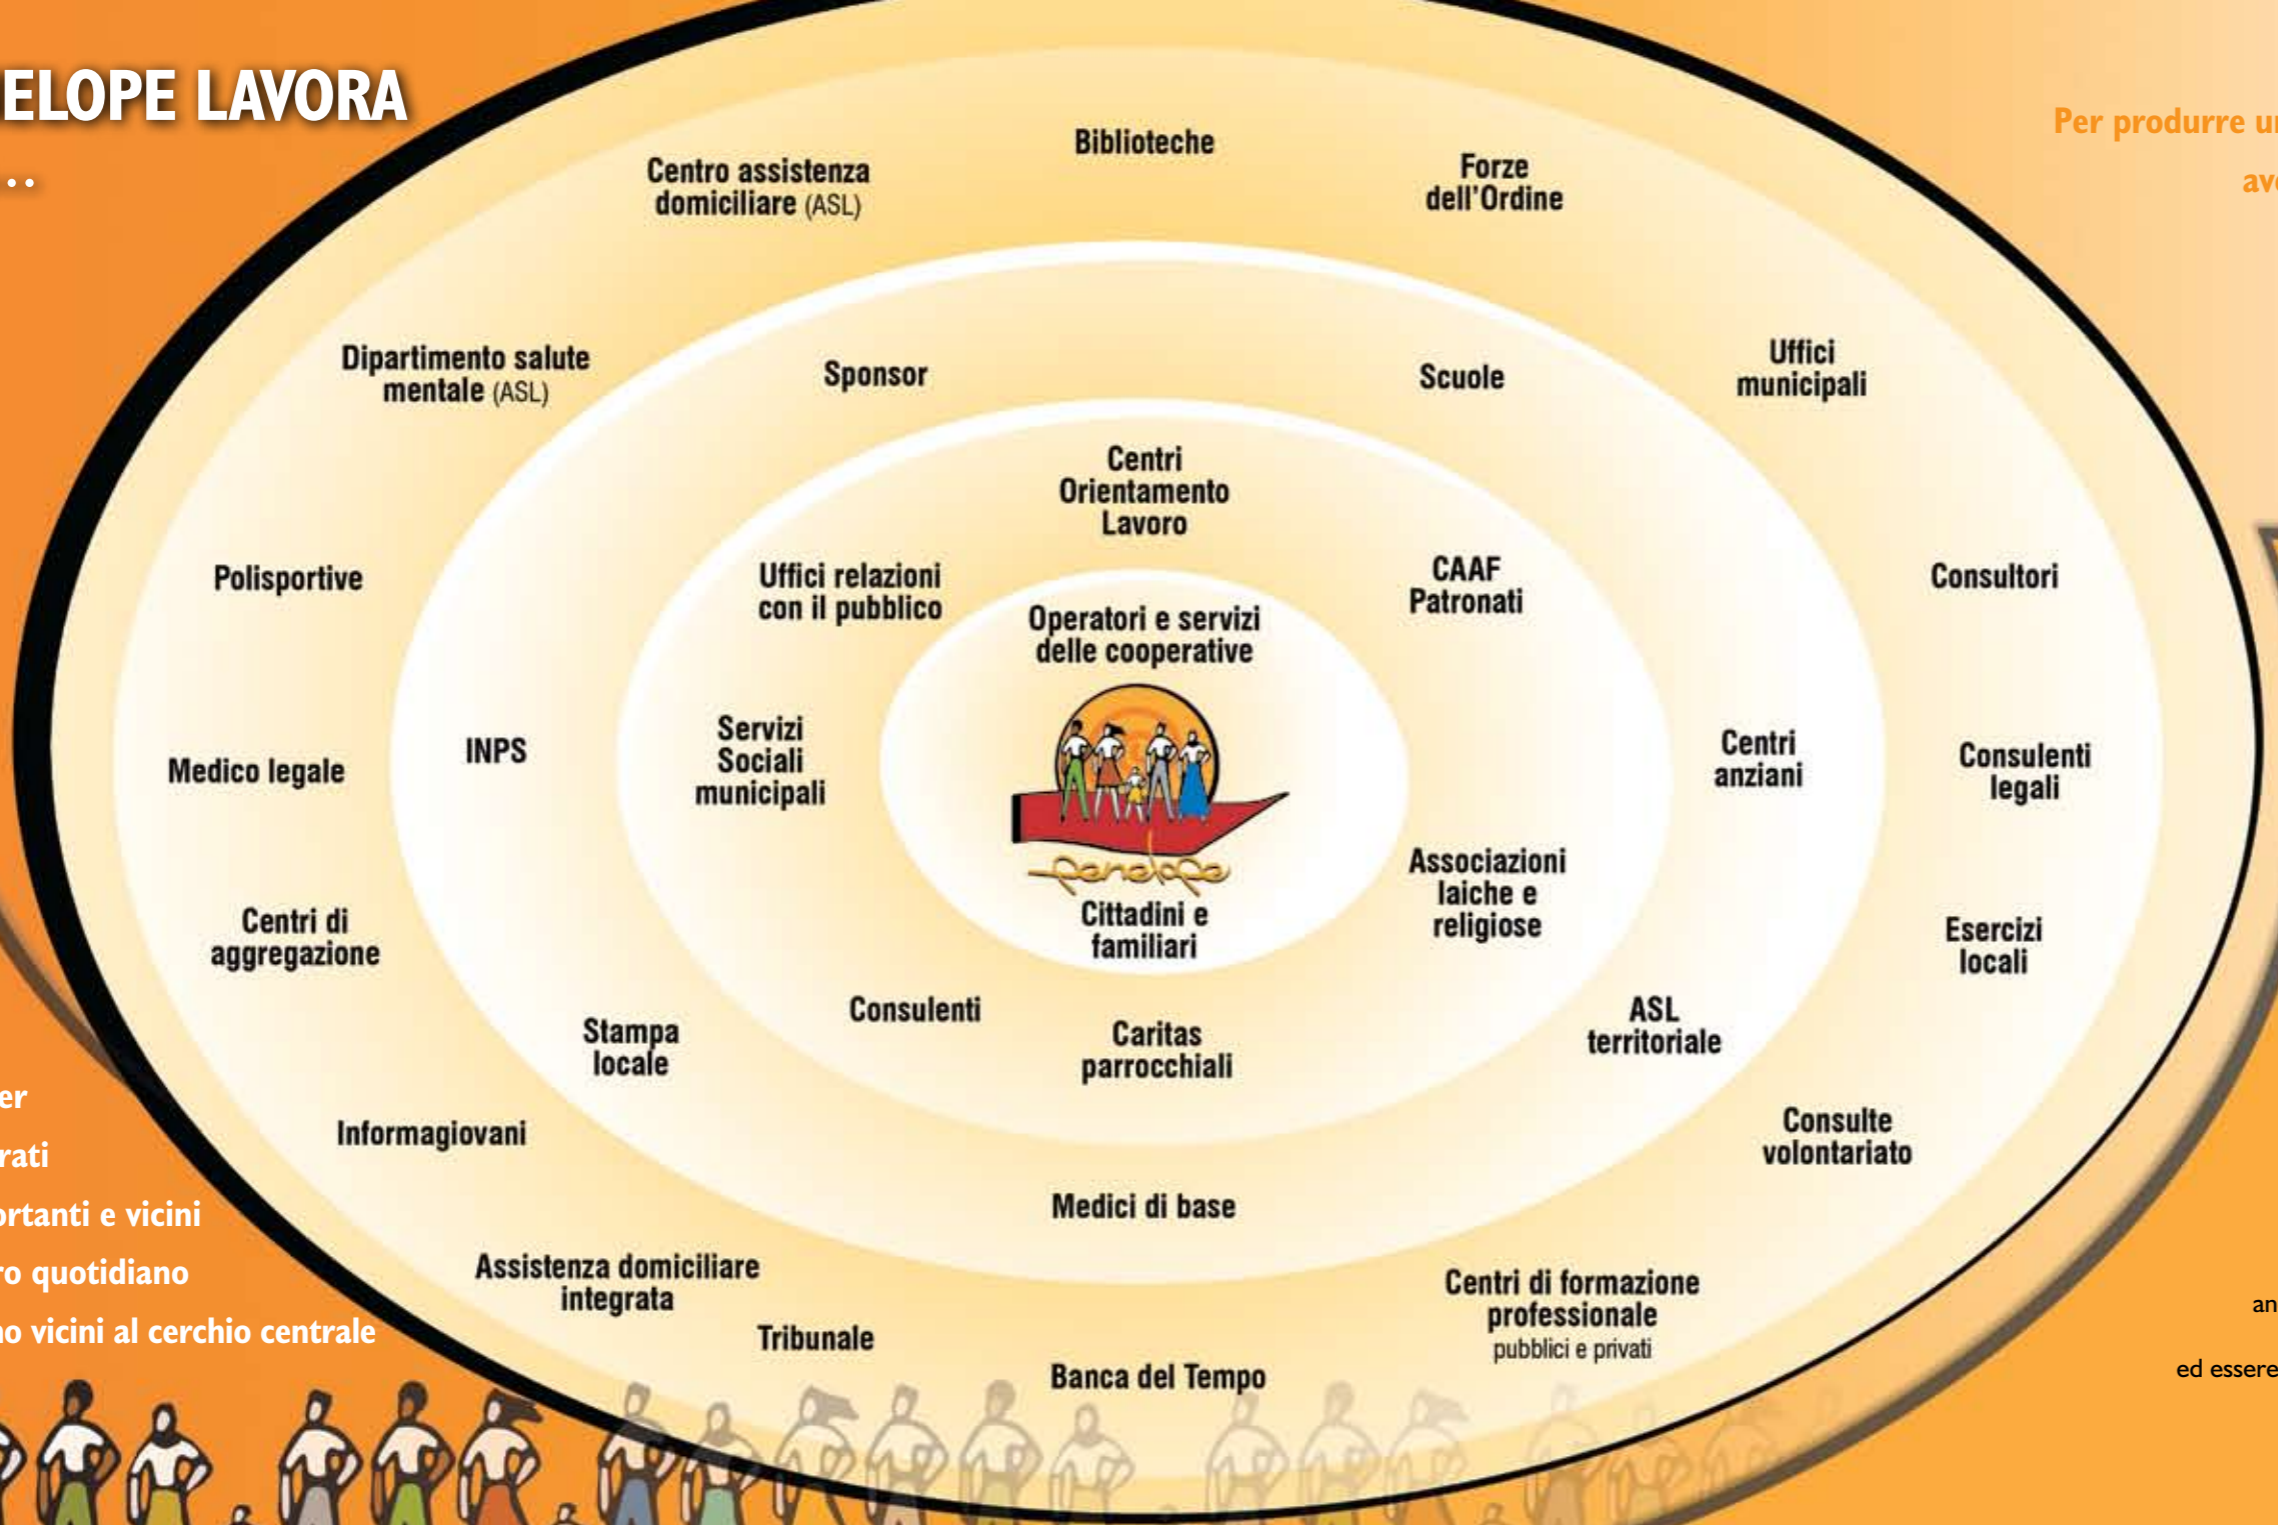 ELOPE LAVORA
...
Per produrre
Biblioteche
Centro assistenza
domiciliare (ASL)
Forze
dell'Ordine
Dipartimento salute
mentale (ASL)
Sponsor
Scuole
Uffici
municipali
Centri
Orientamento
Lavoro
Polisportive
Uffici relazioni
con il pubblico
CAAF
Patronati
Consultori
Operatori e servizi
delle cooperative
Medico legale
INPS
Servizi
Sociali
municipali
penelope
Centri
anziani
Consulenti
legali
Centri di
aggregazione
Cittadini e
familiari
Associazioni
laiche e
religiose
Esercizi
locali
Stampa
locale
Consulenti
Caritas
parrocchiali
ASL
territoriale
Informagiovani
Medici di base
Consulte
volontariato
Assistenza domiciliare
integrata
Tribunale
Banca del Tempo
Centri di formazione
professionale
pubblici e privati
er
rati
ortanti e vicini
ro quotidiano
no vicini al cerchio centrale
an
ed essere